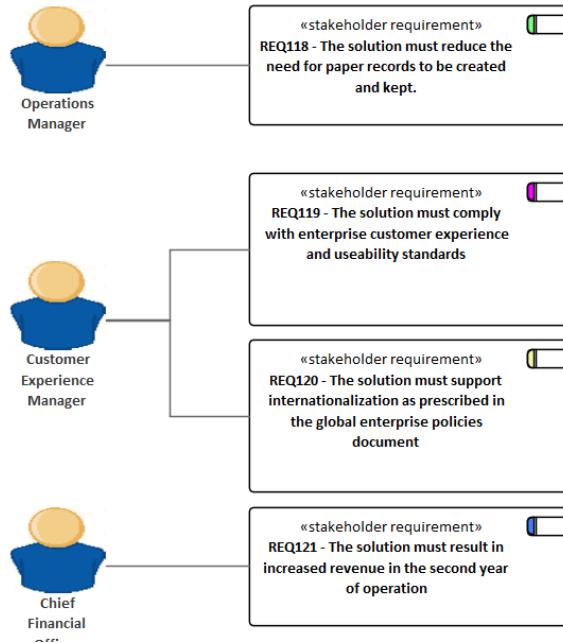 «stakeholder requirement»
REQ118 - The solution must reduce the
need for paper records to be created
and kept.
Operations
Manager
«stakeholder requirement»
REQ119 - The solution must comply
with enterprise customer experience
and useability standards
Customer
Experience
Manager
«stakeholder requirement»
REQ120 - The solution must support
internationalization as prescribed in
the global enterprise policies
document
«stakeholder requirement»
REQ121 - The solution must result in
increased revenue in the second year
of operation
Chief
Financial